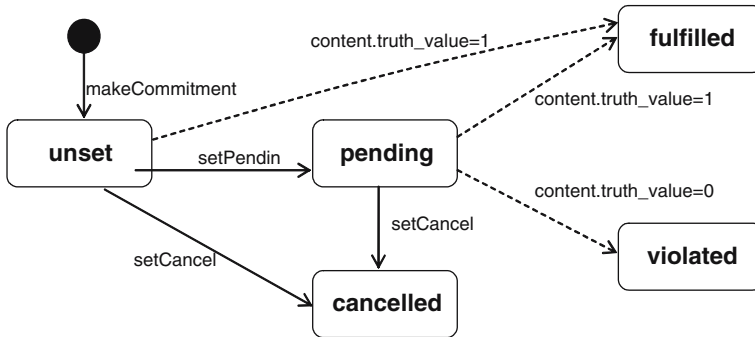 content.truth_value=1
fulfilled
makeCommitment
content.truth_value=1
unset
setPendin
pending
content.truth_value=0
setCancel
setCancel
violated
cancelled